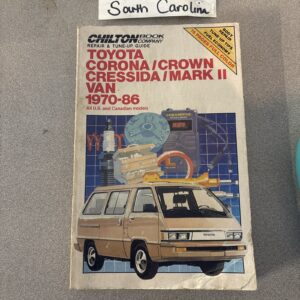 South Carolina
CHILTON BOOK COMPANY
REPAIR & TUNE-UP GUIDE
TOYOTA
CORONA/CROWN
CRESSIDA/MARK II
VAN
1970-86
All U.S. and Canadian models
TOYOTA